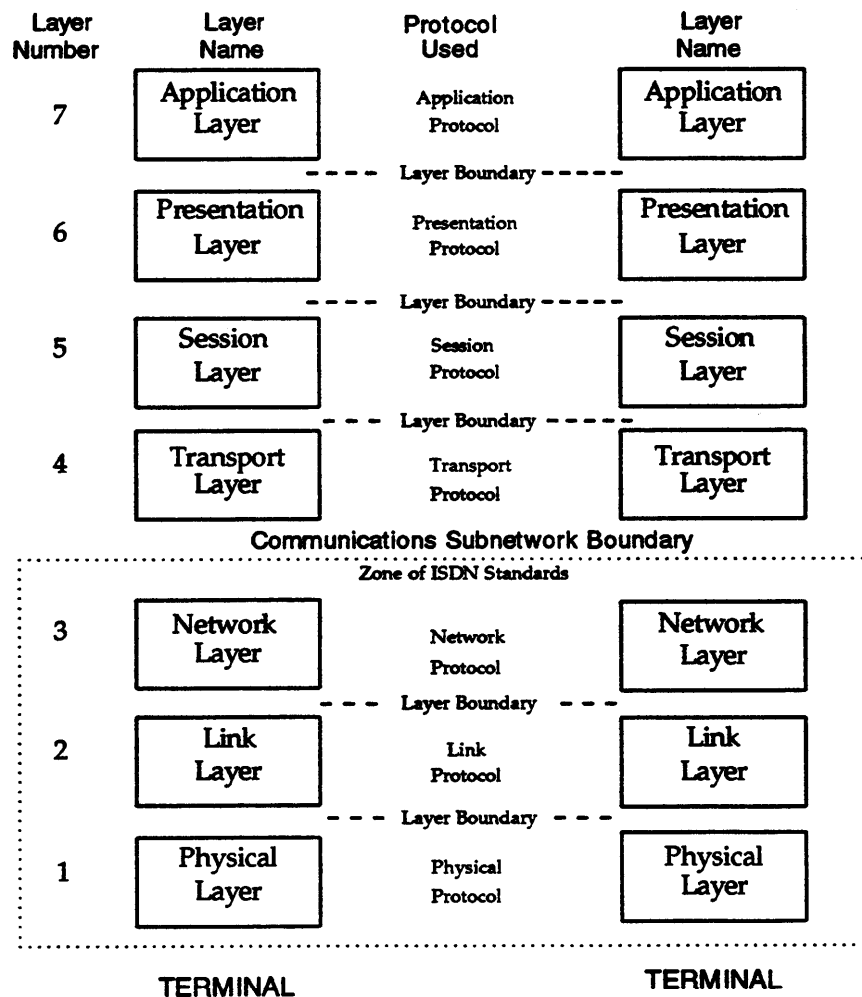 Layer Number Layer Name Protocol Used Layer Name
7 Application Layer Application Protocol Application Layer
Layer Boundary
6 Presentation Layer Presentation Protocol Presentation Layer
Layer Boundary
5 Session Layer Session Protocol Session Layer
Layer Boundary
4 Transport Layer Transport Protocol Transport Layer
Communications Subnetwork Boundary
Zone of ISDN Standards
3 Network Layer Network Protocol Network Layer
Layer Boundary
2 Link Layer Link Protocol Link Layer
Layer Boundary
1 Physical Layer Physical Protocol Physical Layer
TERMINAL TERMINAL